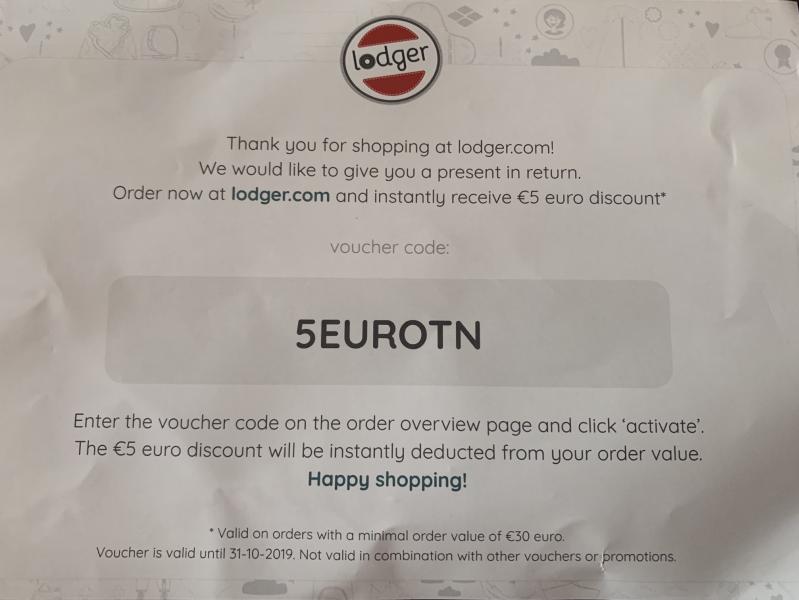 lodger
Thank you for shopping at lodger.com!
We would like to give you a present in return.
Order now at lodger.com and instantly receive €5 euro discount*
voucher code:
5EUROTN
Enter the voucher code on the order overview page and click ‘activate’.
The €5 euro discount will be instantly deducted from your order value.
Happy shopping!
* Valid on orders with a minimal order value of €30 euro.
Voucher is valid until 31-10-2019. Not valid in combination with other vouchers or promotions.